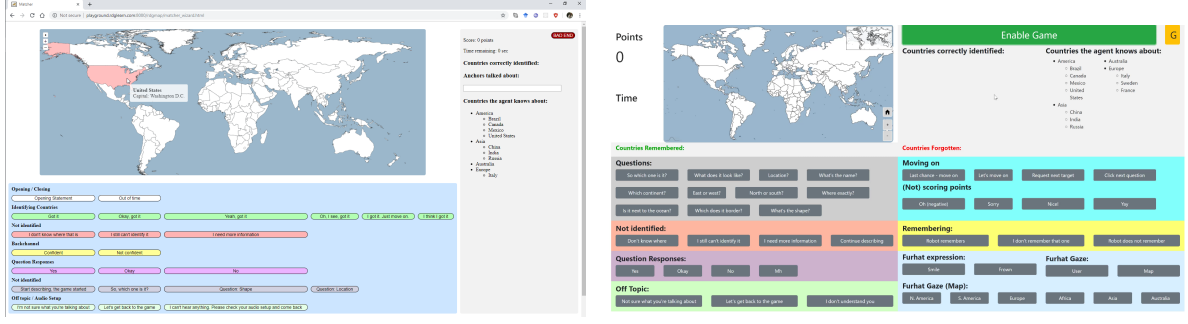 Matcher
Not secure | playground.ridgleam.com:8080/rdgmap/matcher_wizard.html
United States
Capital: Washington D.C.
Score: 0 points
BAD END
Time remaining: 0 sec
Countries correctly identified:
Anchors talked about:
Countries the agent knows about:
America
Brazil
Canada
Mexico
United States
Asia
China
India
Russia
Australia
Europe
Italy
Opening / Closing
Opening Statement
Out of time
Identifying Countries
Got it
Okay, got it
Yeah, got it
Oh, I see, got it
I got it. Just move on.
I think I got it
Not identified
I don't know where that is
I still can't identify it
I need more information
Backchannel
Confident
Not confident
Question Responses
Yes
Okay
No
Not identified
Start describing, the game started
So, which one is it?
Question: Shape
Question: Location
Off topic / Audio Setup
I'm not sure what you're talking about
Let's get back to the game
I can't hear anything. Please check your audio setup and come back
Points
0
Time
Enable Game
G
Countries correctly identified:
Countries the agent knows about:
America
Brazil
Canada
Mexico
United
States
Asia
China
India
Russia
Australia
Europe
Italy
Sweden
France
Countries Remembered:
Countries Forgotten:
Questions:
So which one is it?
What does it look like?
Location?
What's the name?
Which continent?
East or west?
North or south?
Where exactly?
Is it next to the ocean?
Which does it border?
What's the shape?
Not identified:
Don't know where
I still can't identify it
I need more information
Continue describing
Question Responses:
Yes
Okay
No
Mh
Off Topic:
Not sure what you're talking about
Let's get back to the game
I don't understand you
Moving on
Last chance - move on
Let's move on
Request next target
Click next question
(Not) scoring points
Oh (negative)
Sorry
Nice!
Yay
Remembering:
Robot remembers
I don't remember that one
Robot does not remember
Furhat expression:
Smile
Frown
Furhat Gaze:
User
Map
Furhat Gaze (Map):
N. America
S. America
Europe
Africa
Asia
Australia